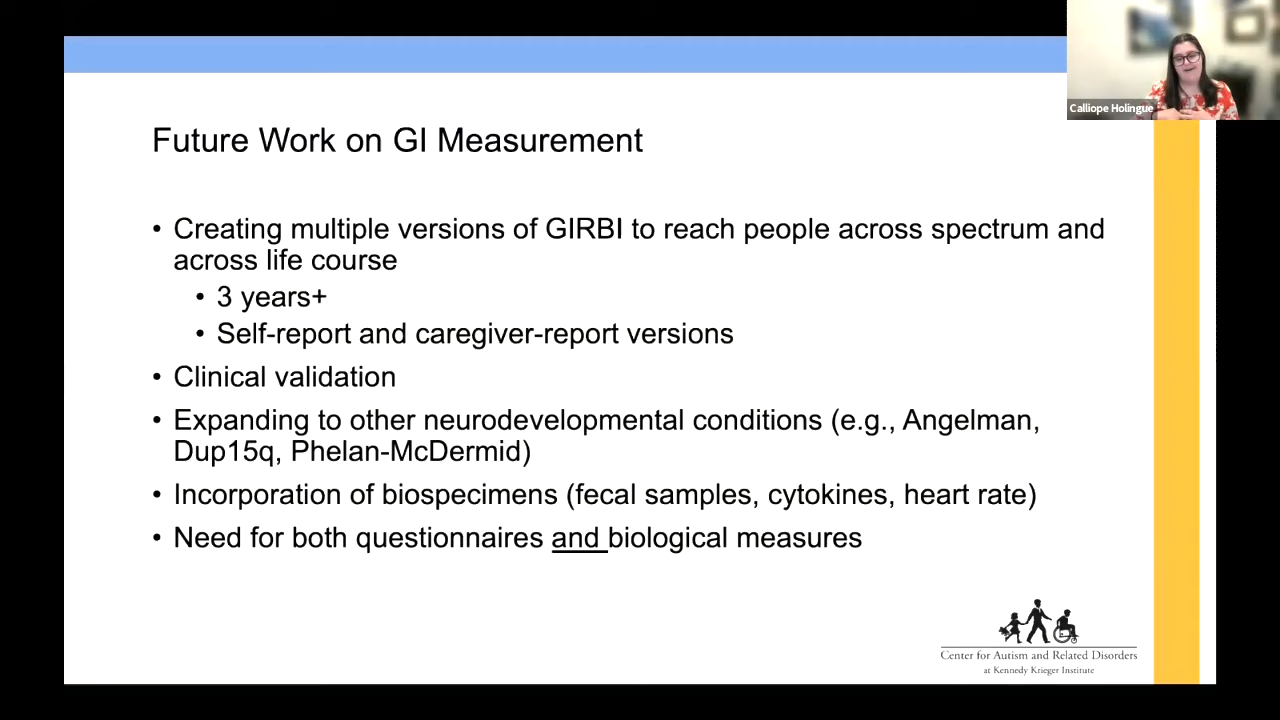 Calliope Holingue
Future Work on GI Measurement
• Creating multiple versions of GIRBI to reach people across spectrum and
across life course
• 3 years+
• Self-report and caregiver-report versions
• Clinical validation
• Expanding to other neurodevelopmental conditions (e.g., Angelman,
Dup15q, Phelan-McDermid)
• Incorporation of biospecimens (fecal samples, cytokines, heart rate)
• Need for both questionnaires and biological measures
Center for Autism and Related Disorders
at Kennedy Krieger Institute